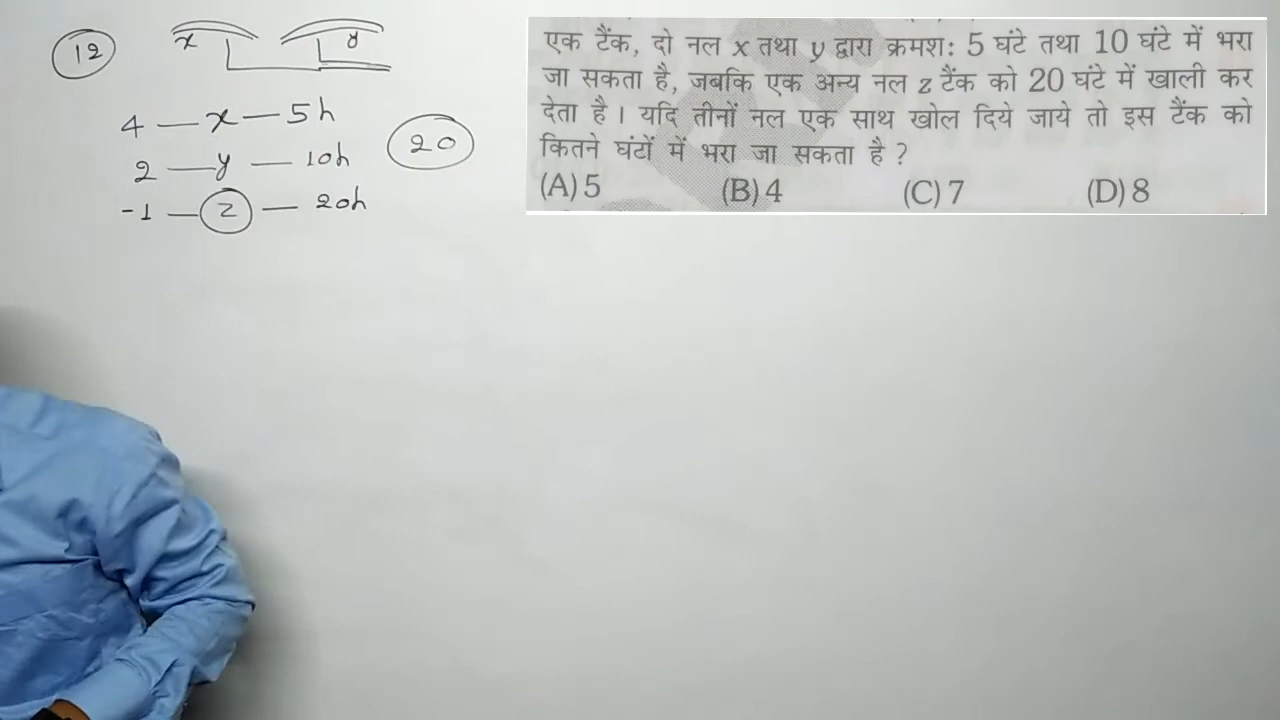 12
x y
4 — x — 5h
2 — y — 10h
-1 — z — 20h
20
एक टैंक, दो नल x तथा y द्वारा क्रमश: 5 घंटे तथा 10 घंटे में भरा
जा सकता है, जबकि एक अन्य नल z टैंक को 20 घंटे में खाली कर
देता है। यदि तीनों नल एक साथ खोल दिये जाये तो इस टैंक को
कितने घंटों में भरा जा सकता है ?
(A) 5 (B) 4 (C) 7 (D) 8